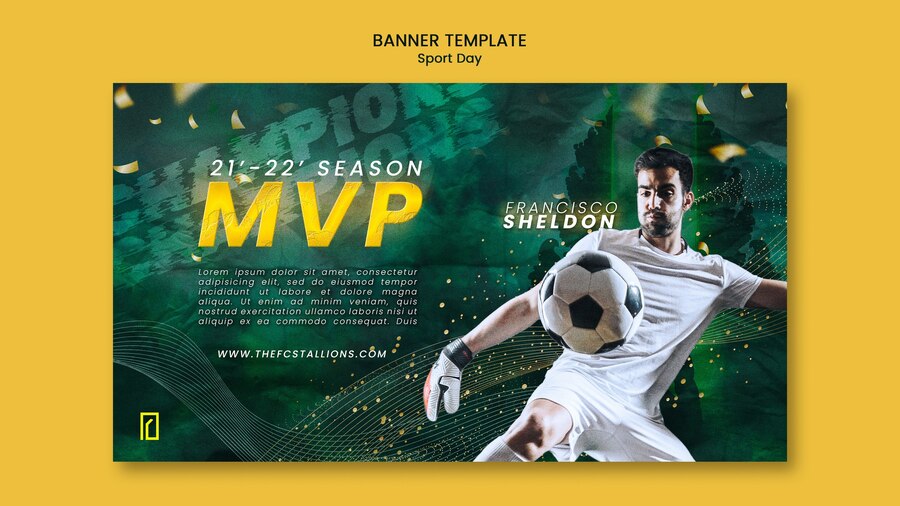 BANNER TEMPLATE
Sport Day
CHAMPIONS
21'-22' SEASON
MVP
FRANCISCO
SHELDON
Lorem ipsum dolor sit amet, consectetur
adipisicing elit, sed do eiusmod tempor
incididunt ut labore et dolore magna
aliqua. Ut enim ad minim veniam, quis
nostrud exercitation ullamco laboris nisi ut
aliquip ex ea commodo consequat. Duis
WWW.THEFCSTALLIONS.COM